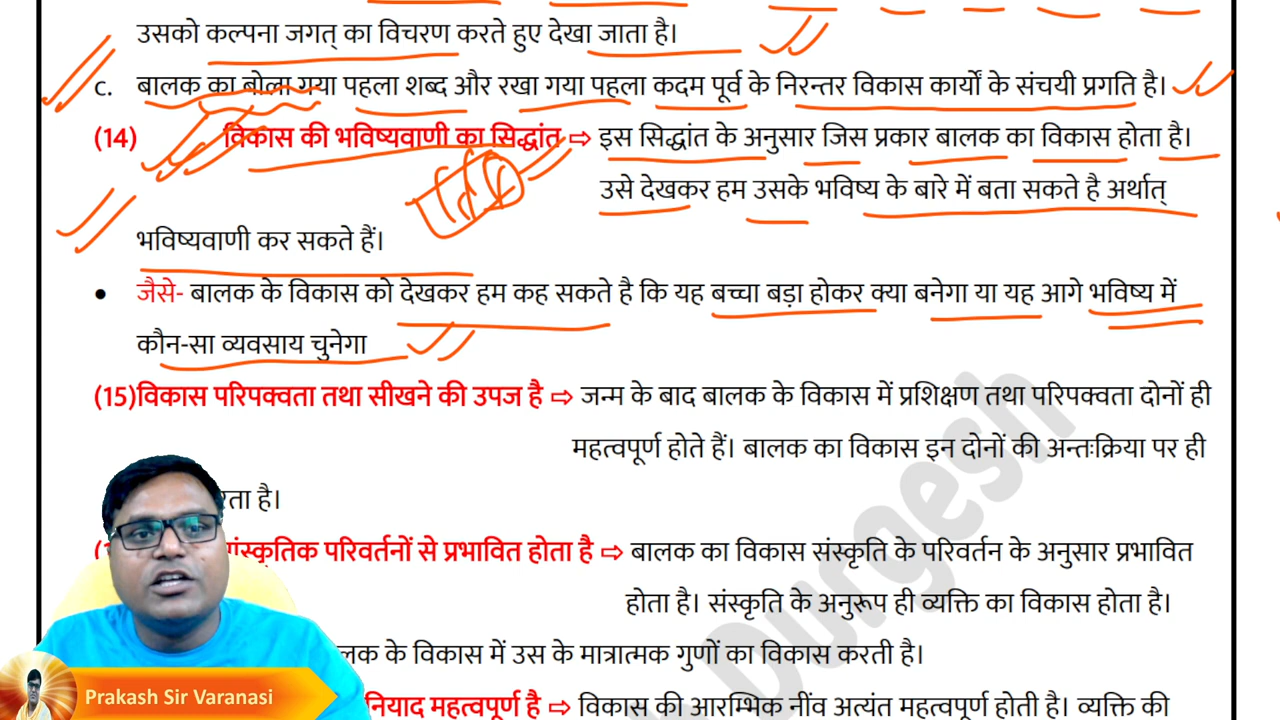 उसको कल्पना जगत् का विचरण करते हुए देखा जाता है।
c. बालक का बोला गया पहला शब्द और रखा गया पहला कदम पूर्व के निरन्तर विकास कार्यों के संचयी प्रगति है।
(14) विकास की भविष्यवाणी का सिद्धांत ⇨ इस सिद्धांत के अनुसार जिस प्रकार बालक का विकास होता है।
उसे देखकर हम उसके भविष्य के बारे में बता सकते है अर्थात्
भविष्यवाणी कर सकते हैं।
• जैसे- बालक के विकास को देखकर हम कह सकते है कि यह बच्चा बड़ा होकर क्या बनेगा या यह आगे भविष्य में
कौन-सा व्यवसाय चुनेगा
(15)विकास परिपक्वता तथा सीखने की उपज है ⇨ जन्म के बाद बालक के विकास में प्रशिक्षण तथा परिपक्वता दोनों ही
महत्वपूर्ण होते हैं। बालक का विकास इन दोनों की अन्तःक्रिया पर ही
है।
परिवर्तनों से प्रभावित होता है ⇨ बालक का विकास संस्कृति के परिवर्तन के अनुसार प्रभावित
होता है। संस्कृति के अनुरूप ही व्यक्ति का विकास होता है।
के विकास में उस के मात्रात्मक गुणों का विकास करती है।
महत्वपूर्ण है ⇨ विकास की आरम्भिक नींव अत्यंत महत्वपूर्ण होती है। व्यक्ति की
Durgesh
Prakash Sir Varanasi